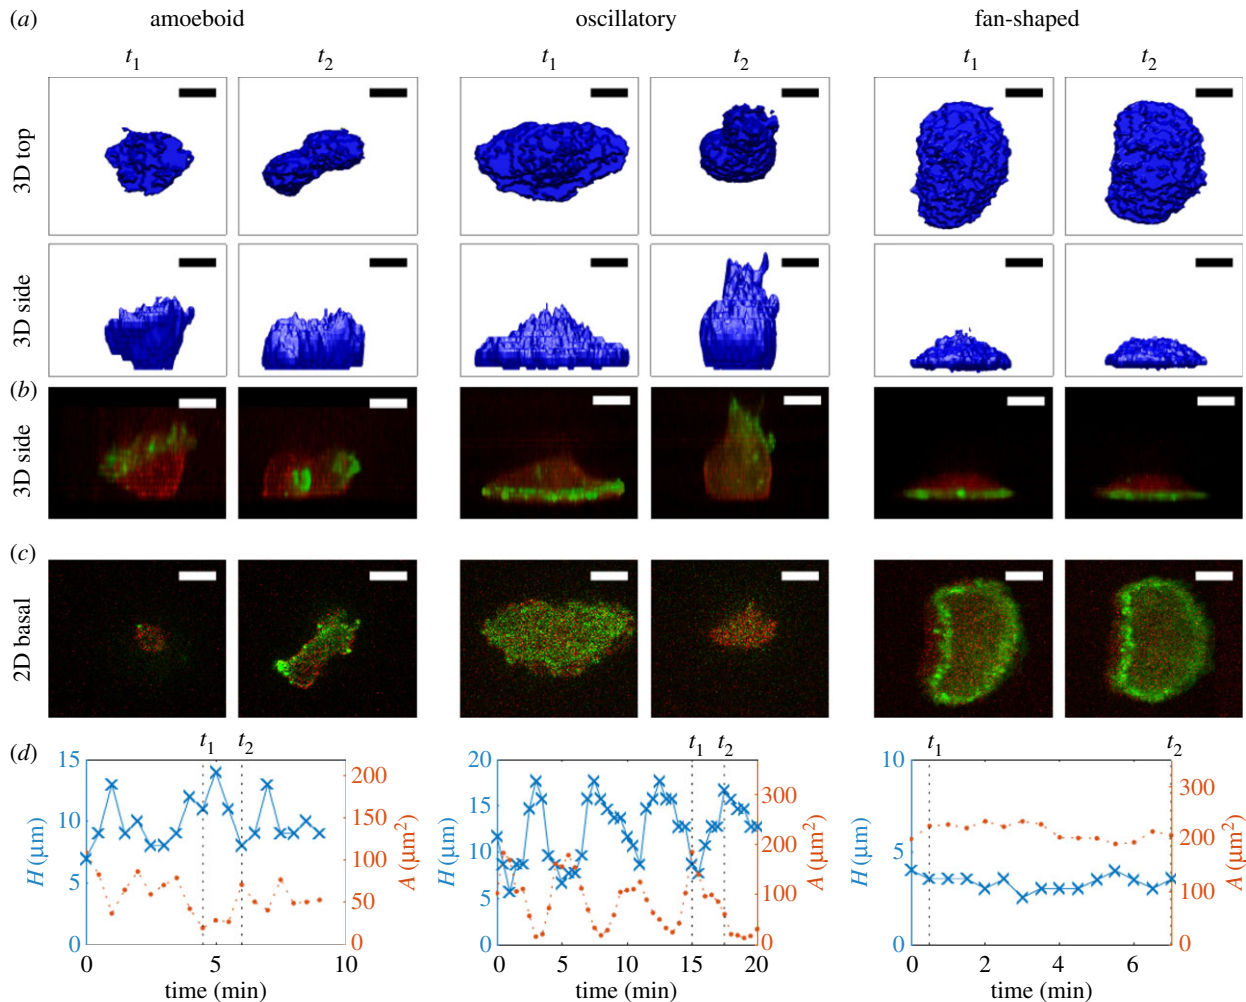 (a) amoeboid oscillatory fan-shaped
t1 t2 t1 t2 t1 t2
3D top
3D side
(b)
3D side
(c)
2D basal
(d) t1 t2 t1 t2 t1 t2
15 200 20 10
300 300
10 150 15
100 10 5 200 200
5 50 5 100 100
0 0 0 0 0 0
H (µm) A (µm²) H (µm) A (µm²) H (µm) A (µm²)
0 5 10 0 5 10 15 20 0 2 4 6
time (min) time (min) time (min)